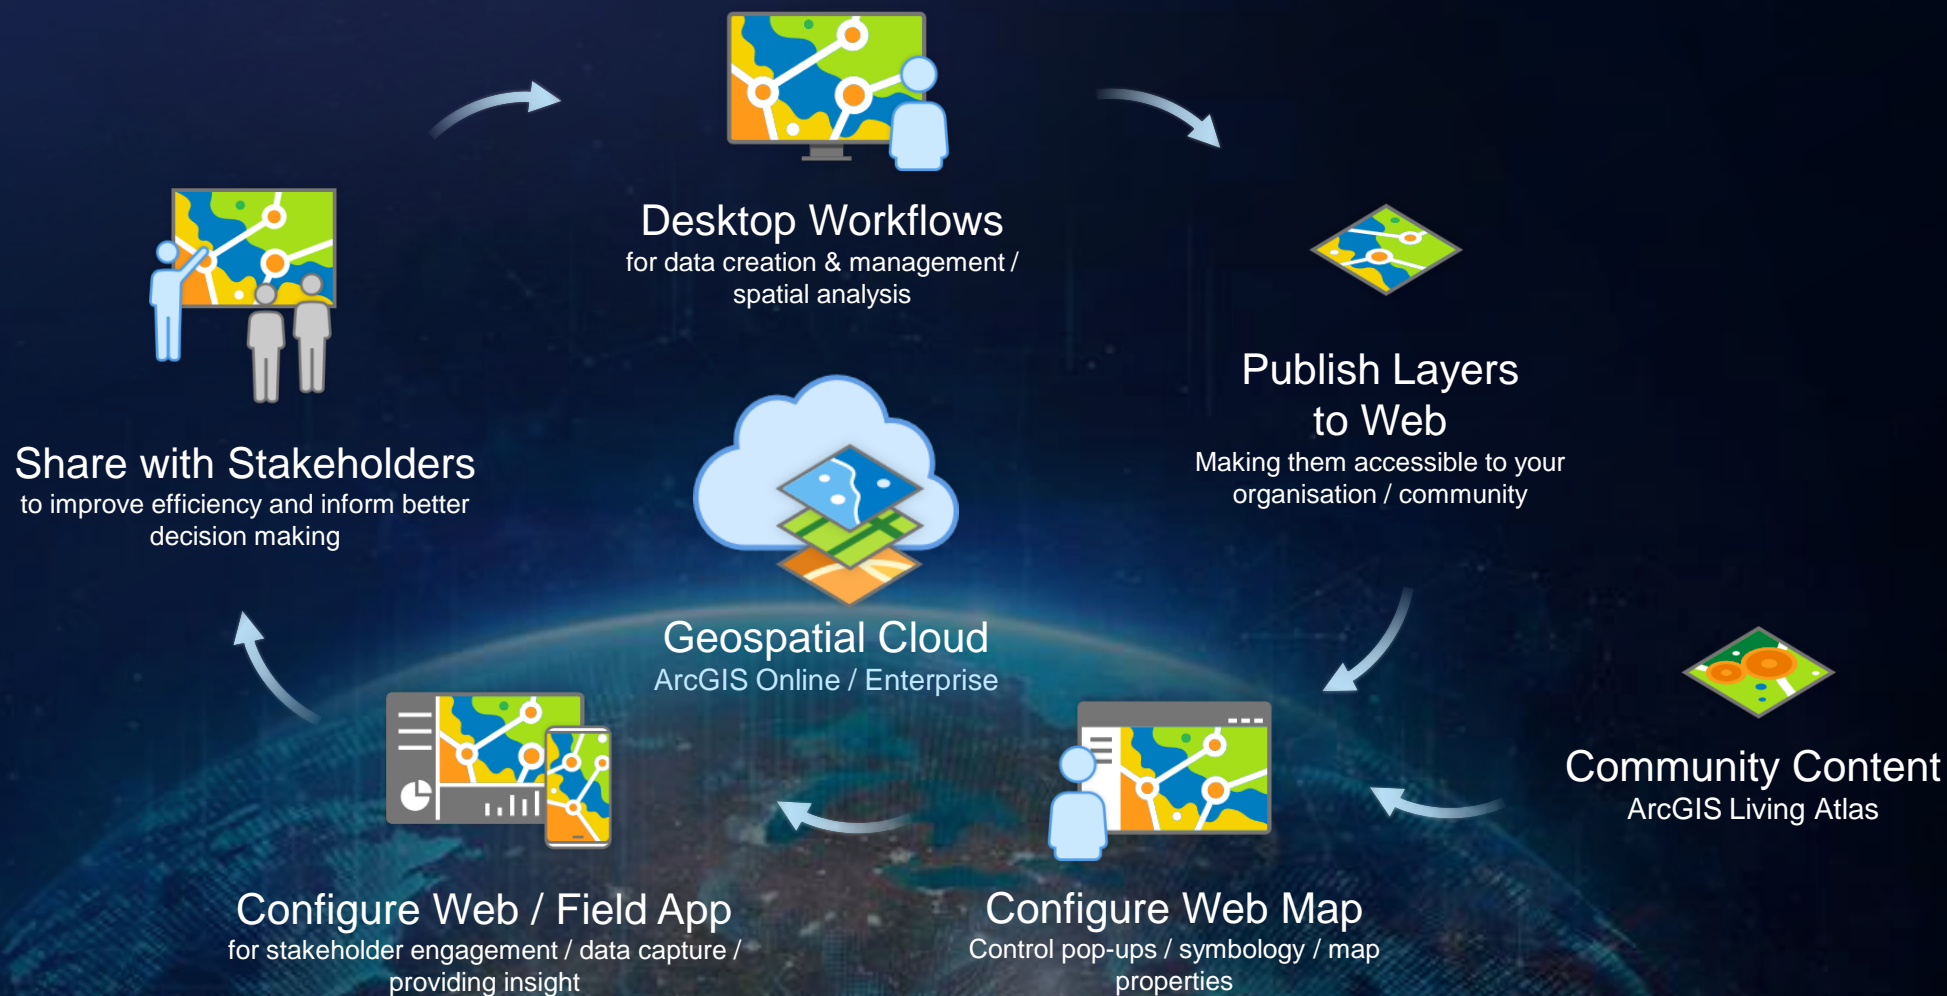 Desktop Workflows
for data creation & management /
spatial analysis
Publish Layers
to Web
Making them accessible to your
organisation / community
Share with Stakeholders
to improve efficiency and inform better
decision making
Geospatial Cloud
ArcGIS Online / Enterprise
Community Content
ArcGIS Living Atlas
Configure Web / Field App
for stakeholder engagement / data capture /
providing insight
Configure Web Map
Control pop-ups / symbology / map
properties